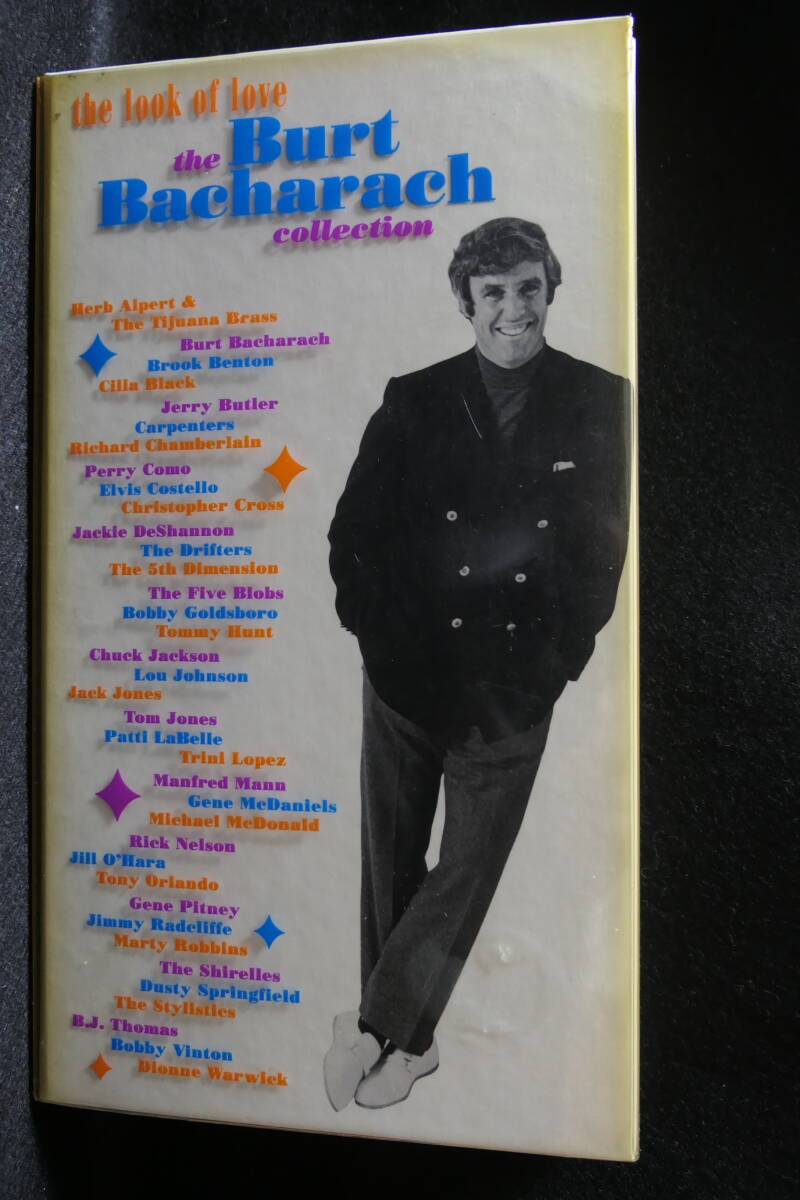 the look of love
the Burt
Bacharach
collection
Herb Alpert &
The Tijuana Brass
Burt Bacharach
Brook Benton
Cilla Black
Jerry Butler
Carpenters
Richard Chamberlain
Perry Como
Elvis Costello
Christopher Cross
Jackie DeShannon
The Drifters
The 5th Dimension
The Five Blobs
Bobby Goldsboro
Tommy Hunt
Chuck Jackson
Lou Johnson
Jack Jones
Tom Jones
Patti LaBelle
Trini Lopez
Manfred Mann
Gene McDaniels
Michael McDonald
Rick Nelson
Jill O'Hara
Tony Orlando
Gene Pitney
Jimmy Radcliffe
Marty Robbins
The Shirelles
Dusty Springfield
The Stylistics
B.J. Thomas
Bobby Vinton
Dionne Warwick